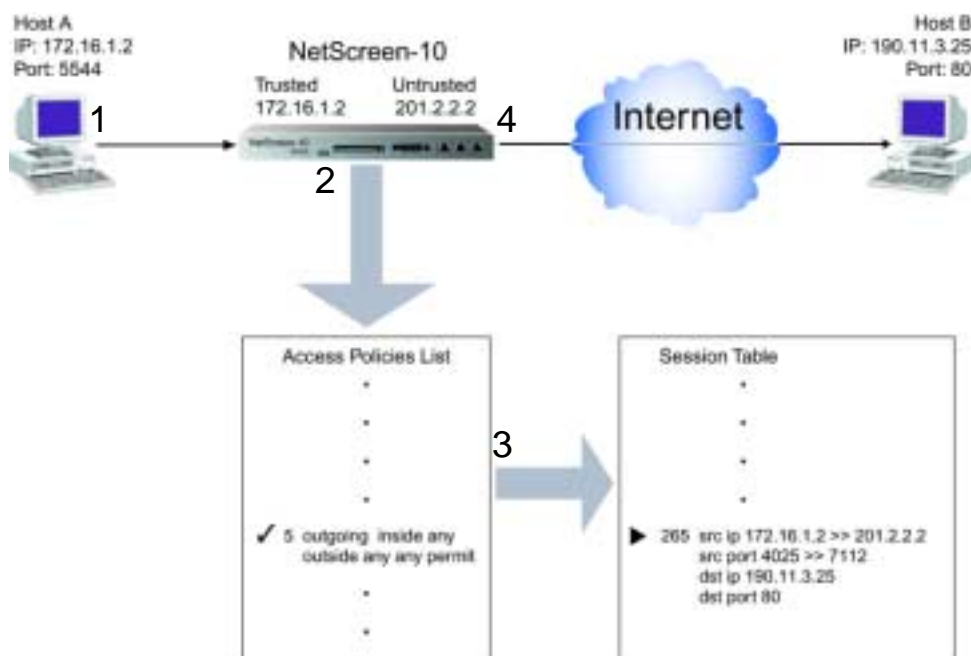 Host A
IP: 172.16.1.2
Port: 5544
1
NetScreen-10
Trusted
172.16.1.2
Untrusted
201.2.2.2
NetScreen-10
2
4
Internet
Host B
IP: 190.11.3.25
Port: 80
Access Policies List
✓ 5 outgoing inside any
outside any any permit
3
Session Table
265 src ip 172.16.1.2 >> 201.2.2.2
src port 4025 >> 7112
dst ip 190.11.3.25
dst port 80